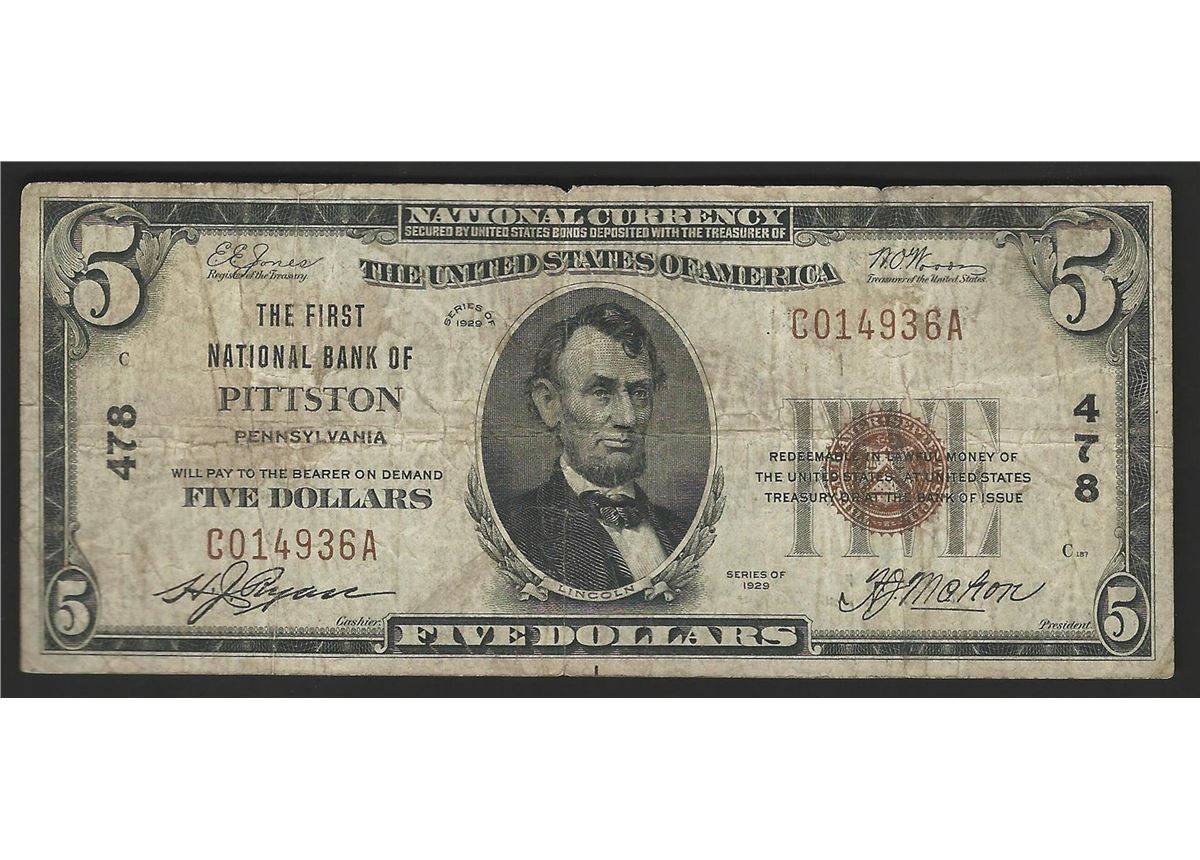 NATIONAL CURRENCY
SECURED BY UNITED STATES BONDS DEPOSITED WITH THE TREASURER OF
THE UNITED STATES OF AMERICA
5
5
E E Jones
Register of the Treasury.
W.O. Woods
Treasurer of the United States.
THE FIRST
NATIONAL BANK OF
PITTSTON
PENNSYLVANIA
SERIES OF
1929
C014936A
C
478
478
WILL PAY TO THE BEARER ON DEMAND
FIVE DOLLARS
C014936A
FIVE
REDEEMABLE IN LAWFUL MONEY OF
THE UNITED STATES AT UNITED STATES
TREASURY OR AT THE BANK OF ISSUE
C 187
SERIES OF
1929
LINCOLN
H. J. Ryan
Cashier.
President.
5
FIVE DOLLARS
5